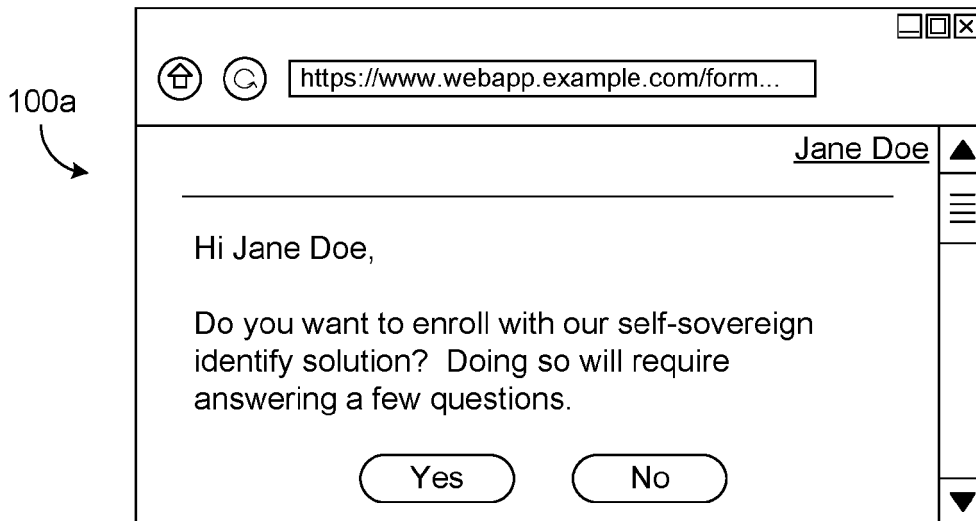 https://www.webapp.example.com/form...
100a
Jane Doe
Hi Jane Doe,
Do you want to enroll with our self-sovereign
identify solution?  Doing so will require
answering a few questions.
Yes
No